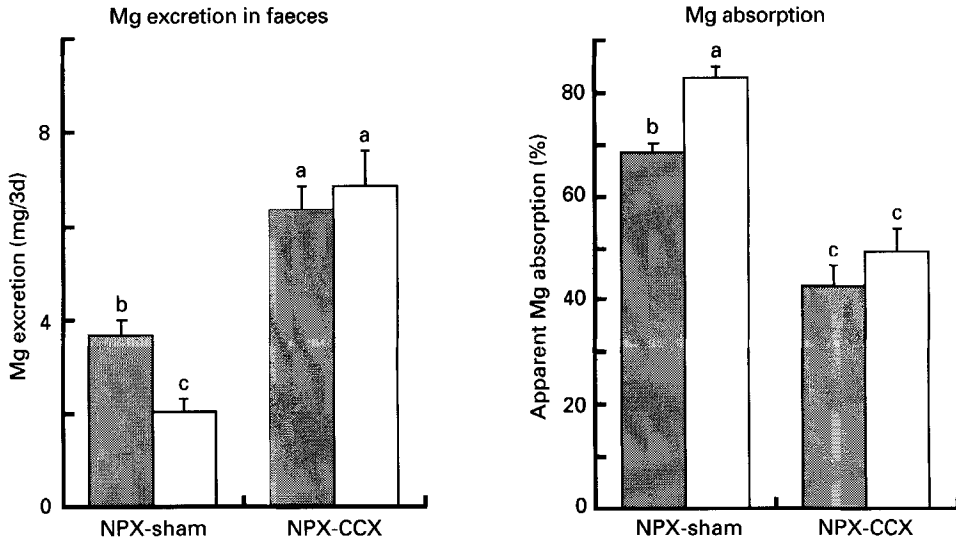 Mg excretion in faeces
Mg excretion (mg/3d)
8
4
0
b
c
a
a
NPX-sham NPX-CCX
Mg absorption
Apparent Mg absorption (%)
80
60
40
20
0
b
a
c
c
NPX-sham NPX-CCX